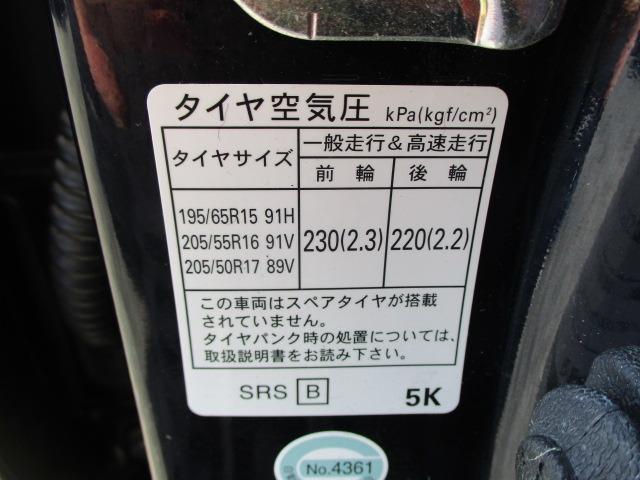 タイヤ空気圧 kPa(kgf/cm²)
タイヤサイズ 一般走行&高速走行
前輪 後輪
195/65R15 91H
205/55R16 91V 230(2.3) 220(2.2)
205/50R17 89V
この車両はスペアタイヤが搭載
されていません。
タイヤパンク時の処置については、
取扱説明書をお読み下さい。
SRS B 5K
No.4361